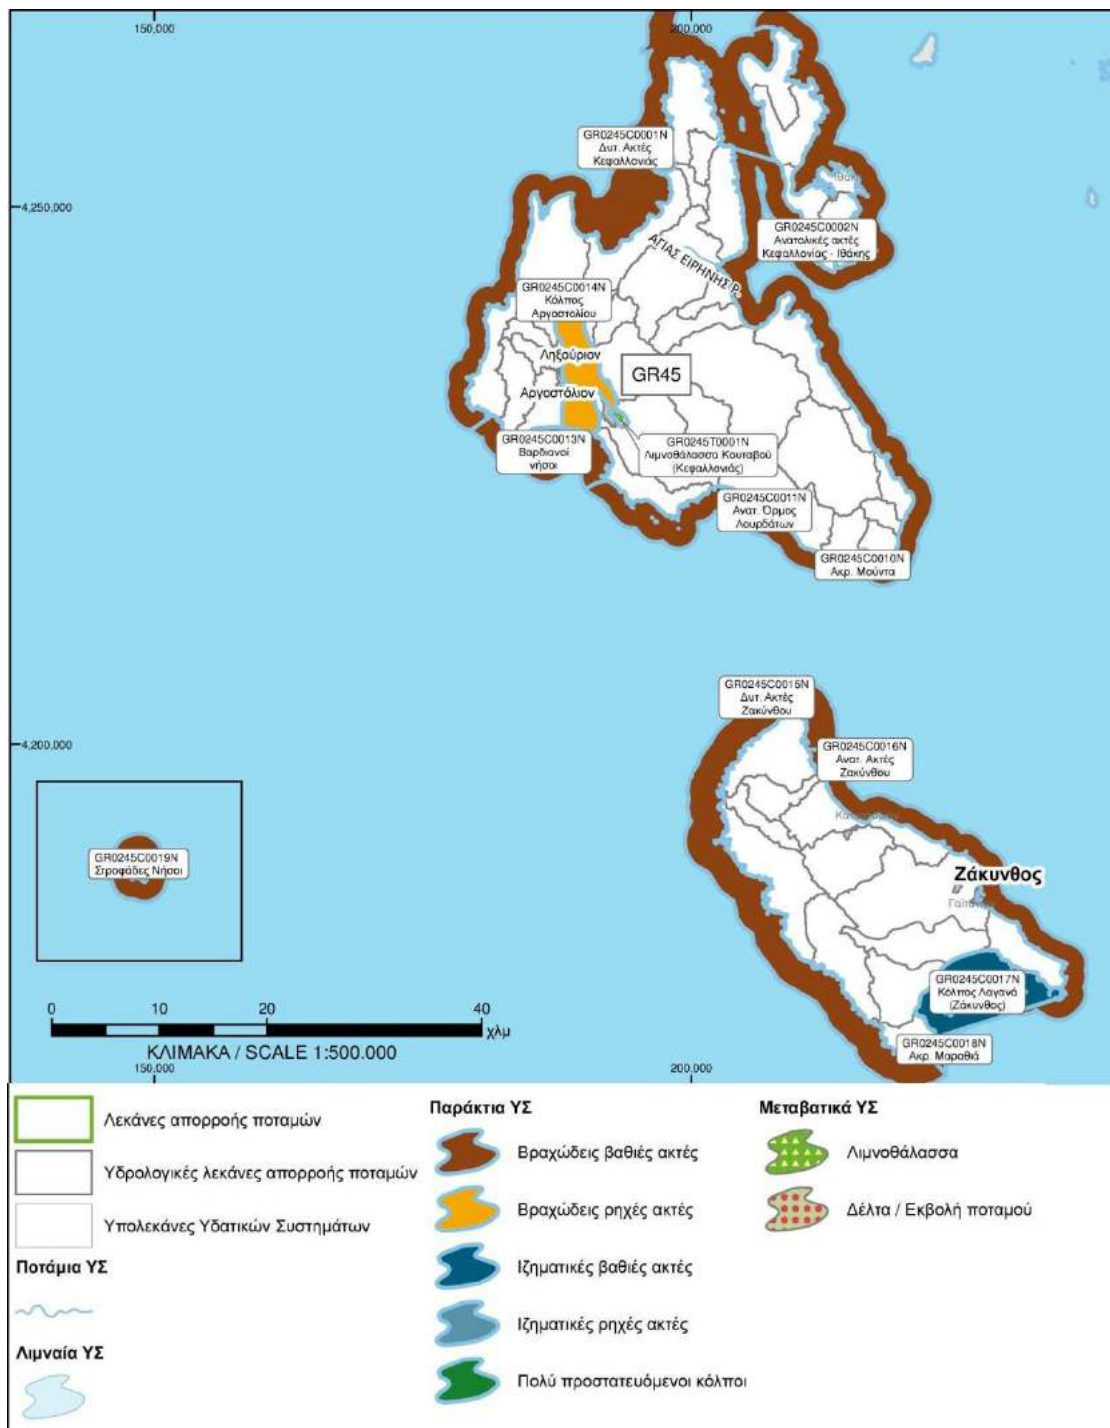 150,000
200,000
GR0245C0001N
Δυτ. Ακτές
Κεφαλλονιάς
4,250,000
GR0245C0002N
Ανατολικές ακτές
Κεφαλλονίας - Ιθάκης
ΑΓΙΑΣ ΕΙΡΗΝΗΣ Ρ.
GR0245C0014N
Κόλπος
Αργοστολίου
Ληξούριον
GR45
Αργοστόλιον
GR0245C0013N
Βαρδιανοί
νήσοι
GR0245T0001N
Λιμνοθάλασσα Κουταβού
(Κεφαλλονιάς)
GR0245C0011N
Ανατ. Όρμος
Λουρδάτων
GR0245C0010N
Ακρ. Μούντα
GR0245C0015N
Δυτ. Ακτές
Ζακύνθου
4,200,000
GR0245C0016N
Ανατ. Ακτές
Ζακύνθου
GR0245C0019N
Στροφάδες Νήσοι
Ζάκυνθος
GR0245C0017N
Κόλπος Λαγανά
(Ζάκυνθος)
GR0245C0018N
Ακρ. Μαραθιά
0 10 20 40
χλμ
ΚΛΙΜΑΚΑ / SCALE 1:500.000
150,000
200,000
Λεκάνες απορροής ποταμών
Υδρολογικές λεκάνες απορροής ποταμών
Υπολεκάνες Υδατικών Συστημάτων
Ποτάμια ΥΣ
Λιμναία ΥΣ
Παράκτια ΥΣ
Βραχώδεις βαθιές ακτές
Βραχώδεις ρηχές ακτές
Ιζηματικές βαθιές ακτές
Ιζηματικές ρηχές ακτές
Πολύ προστατευόμενοι κόλποι
Μεταβατικά ΥΣ
Λιμνοθάλασσα
Δέλτα / Εκβολή ποταμού